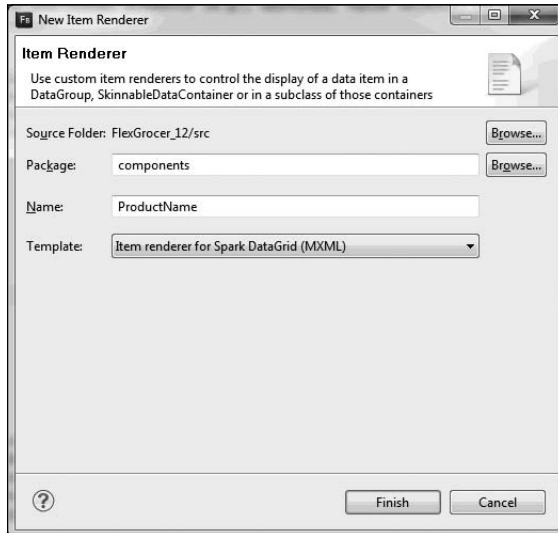 Fb New Item Renderer
Item Renderer
Use custom item renderers to control the display of a data item in a
DataGroup, SkinnableDataContainer or in a subclass of those containers
Source Folder: FlexGrocer_12/src Browse...
Package: components Browse...
Name: ProductName
Template: Item renderer for Spark DataGrid (MXML)
? Finish Cancel